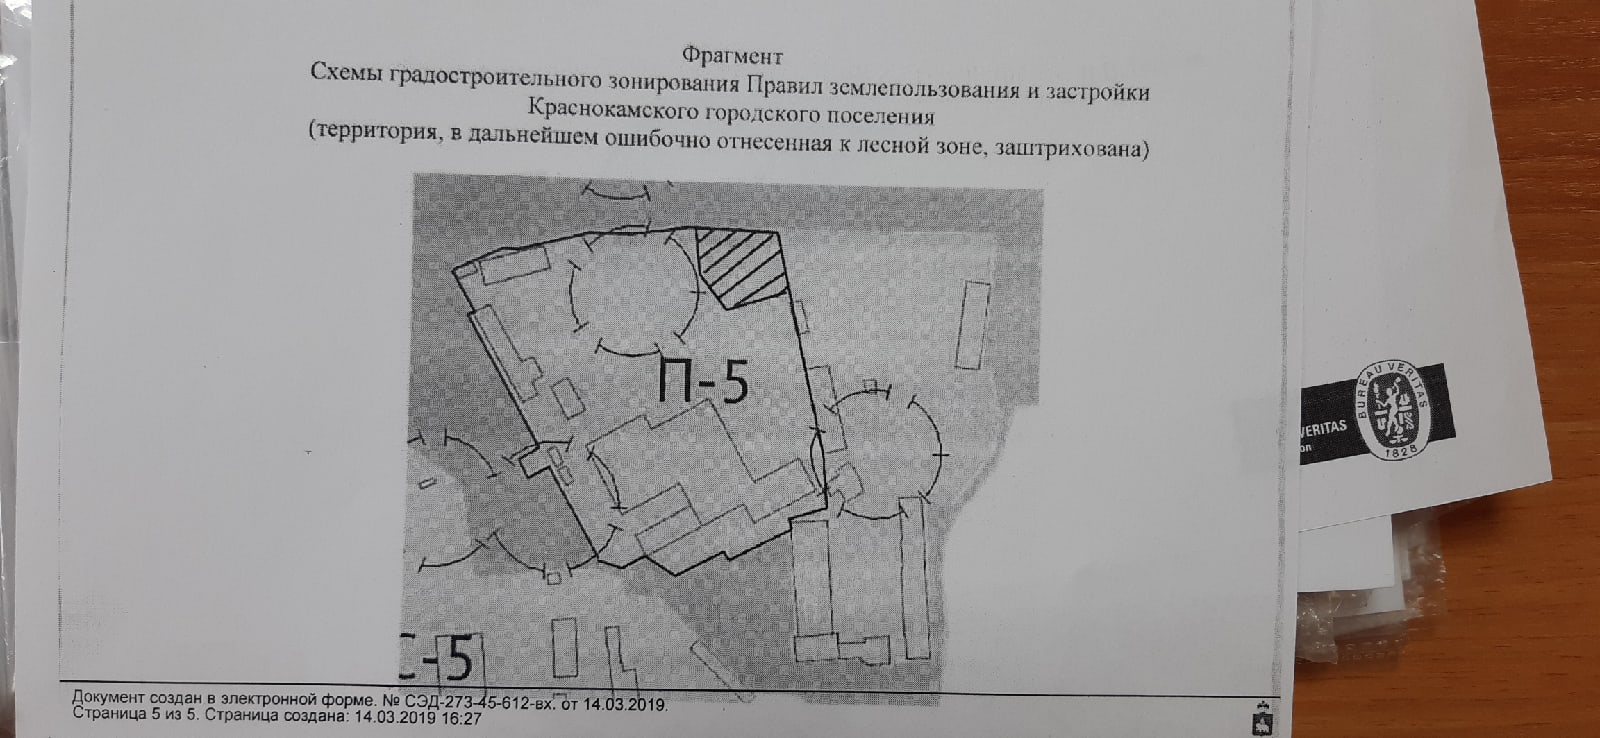 Фрагмент
Схемы градостроительного зонирования Правил землепользования и застройки
Краснокамского городского поселения
(территория, в дальнейшем ошибочно отнесенная к лесной зоне, заштрихована)
П-5
С-5
BUREAU VERITAS
1828
VERITAS
Документ создан в электронной форме. № СЭД-273-45-612-вх. от 14.03.2019.
Страница 5 из 5. Страница создана: 14.03.2019 16:27